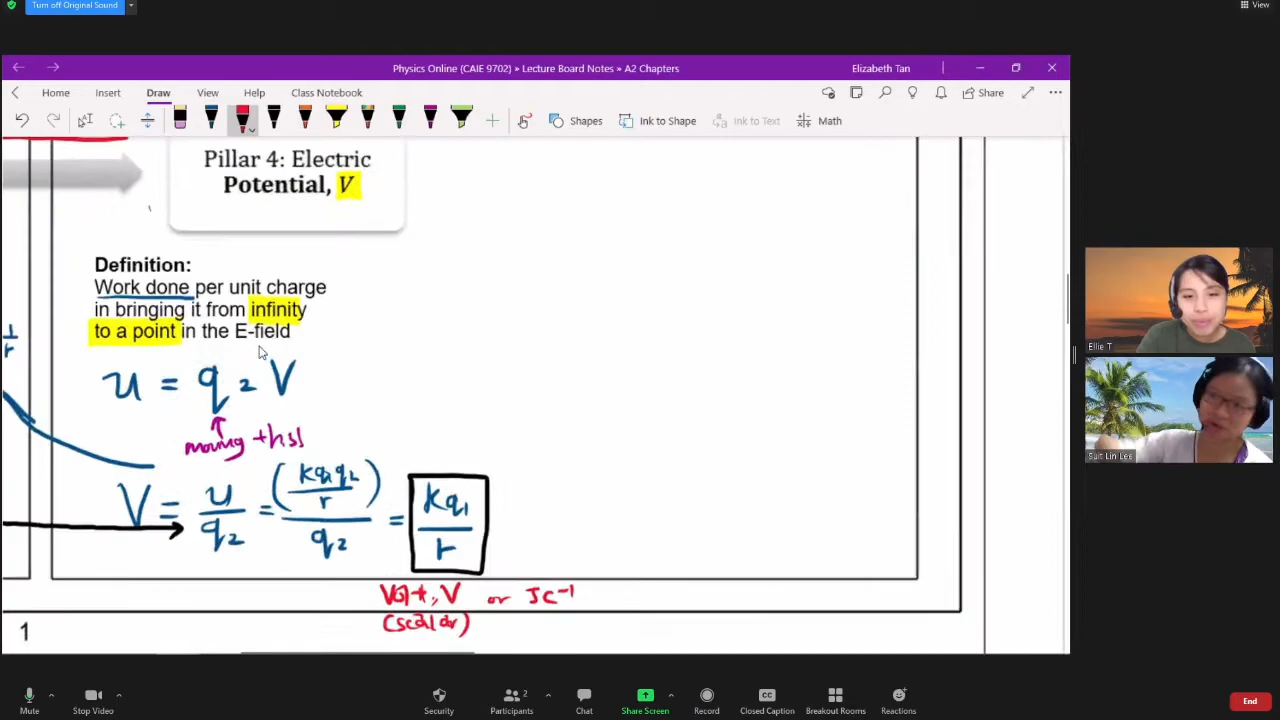 Turn off Original Sound
View
Physics Online (CAIE 9702) » Lecture Board Notes » A2 Chapters
Elizabeth Tan
Home Insert Draw View Help Class Notebook
Share
Shapes Ink to Shape Ink to Text Math
Pillar 4: Electric
Potential, V
Definition:
Work done per unit charge
in bringing it from infinity
to a point in the E-field
1/r
u = q₂V
moving this!
V = u/q₂ = (kq₁q₂/r)/q₂ = kq₁/r
Volt, V or JC⁻¹
(scalar)
1
Ellie T
Suit Lin Lee
Mute Stop Video Security Participants 2 Chat Share Screen Record Closed Caption Breakout Rooms Reactions End